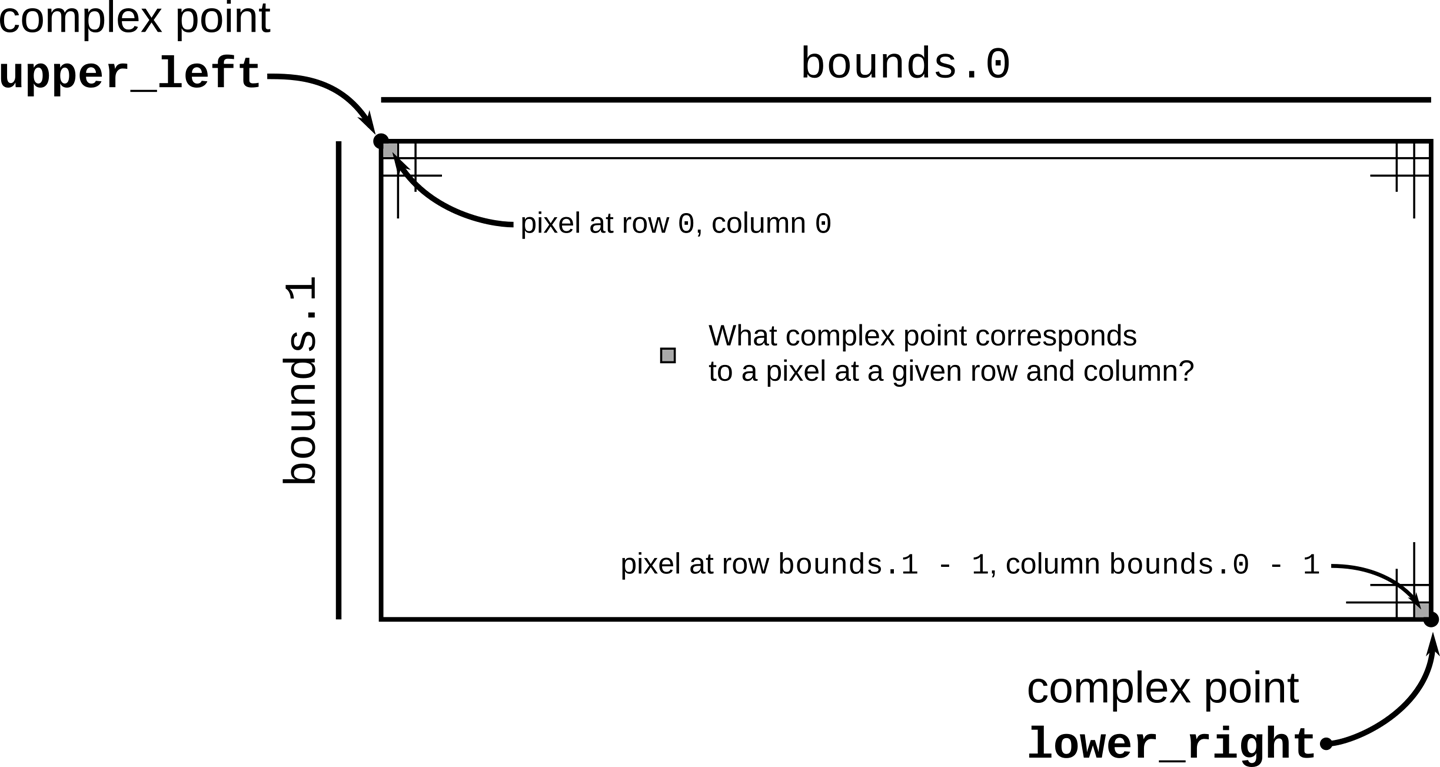 complex point
upper_left
bounds.0
bounds.1
pixel at row 0, column 0
What complex point corresponds
to a pixel at a given row and column?
pixel at row bounds.1 - 1, column bounds.0 - 1
complex point
lower_right